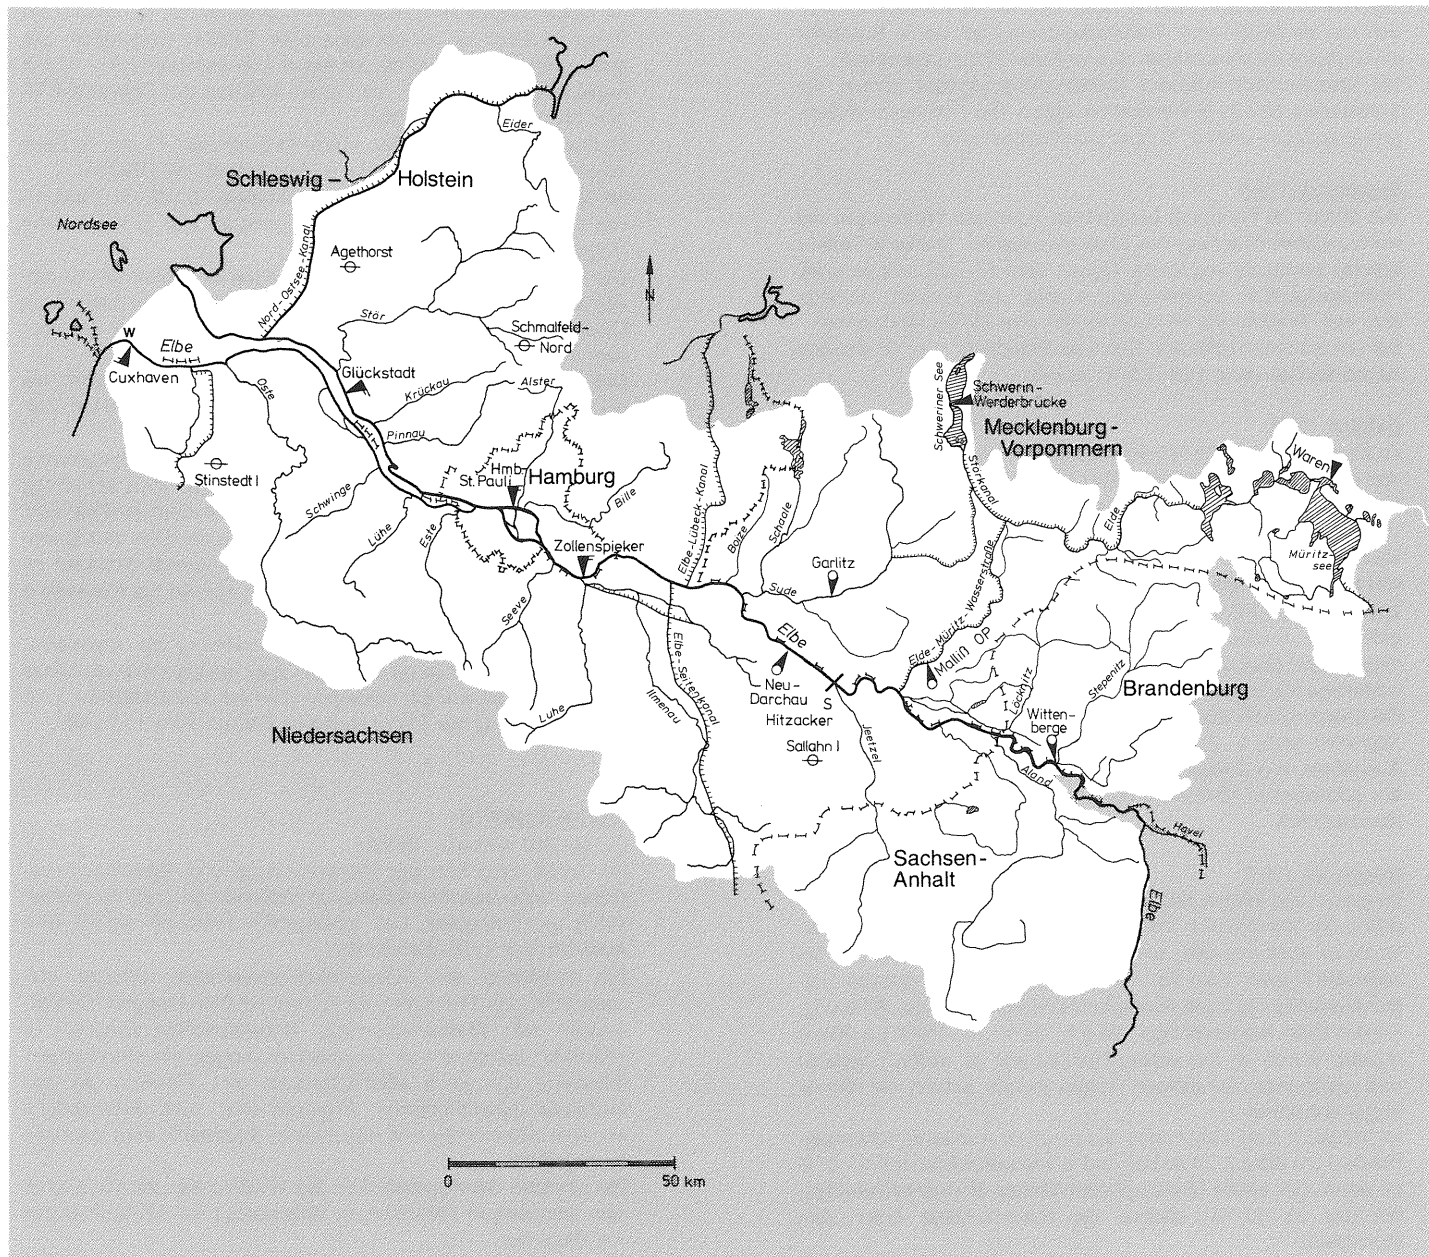 Eider
Schleswig –
Holstein
Nordsee
Nord-Ostsee-Kanal
Agethorst
N
Stör
Schmalfeld-
Nord
W
Elbe
Cuxhaven
Oste
Glückstadt
Krückau
Alster
Pinnau
Stinstedt I
Schwinge
Lühe
Este
Hmb-
St. Pauli
Hamburg
Bille
Zollenspieker
Seeve
Luhe
Niedersachsen
Elbe-Lübeck-Kanal
Boize
Schaale
Schweriner See
Schwerin-
Werderbrücke
Mecklenburg-
Vorpommern
Störkanal
Elde
Waren
Müritz-
see
Garlitz
Sude
Elbe
Elbe-Seitenkanal
Ilmenau
Neu-
Darchau
Hitzacker
S
Sallahn I
Jeetzel
Elde-Müritz-Wasserstraße
Malliß OP
Löcknitz
Stepenitz
Brandenburg
Witten-
berge
Aland
Havel
Sachsen-
Anhalt
Elbe
0 50 km